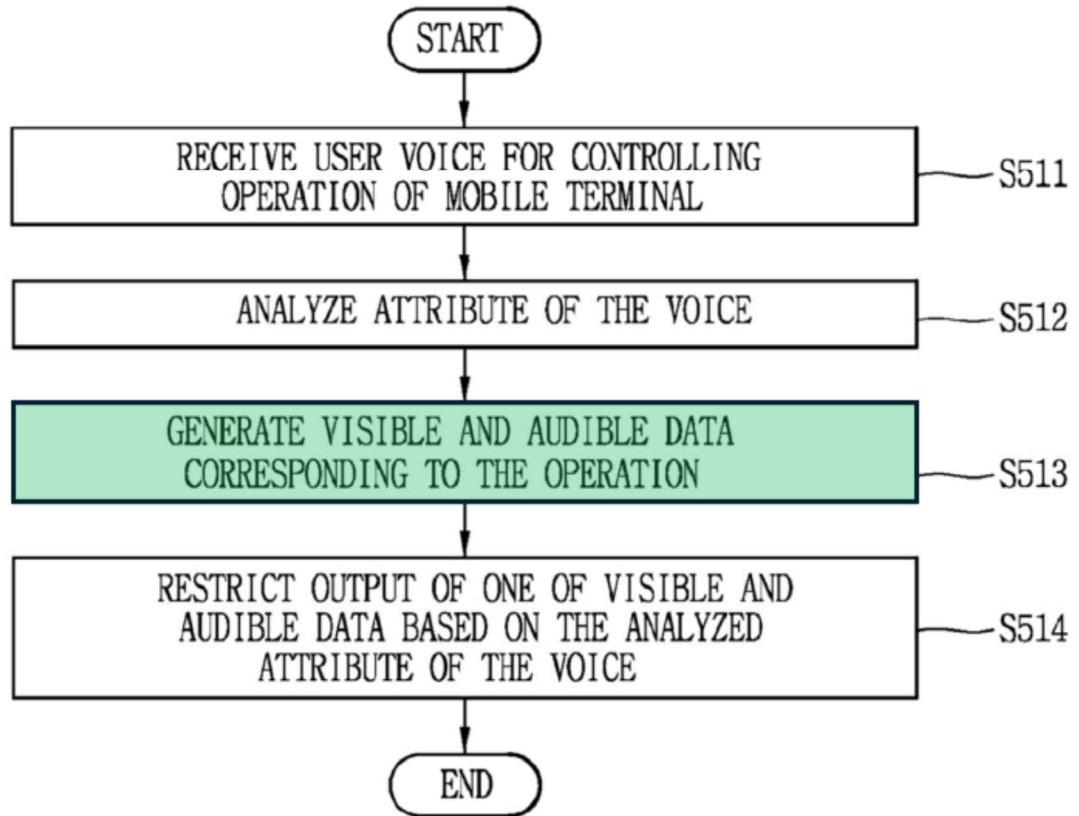 START
RECEIVE USER VOICE FOR CONTROLLING
OPERATION OF MOBILE TERMINAL
S511
ANALYZE ATTRIBUTE OF THE VOICE
S512
GENERATE VISIBLE AND AUDIBLE DATA
CORRESPONDING TO THE OPERATION
S513
RESTRICT OUTPUT OF ONE OF VISIBLE AND
AUDIBLE DATA BASED ON THE ANALYZED
ATTRIBUTE OF THE VOICE
S514
END